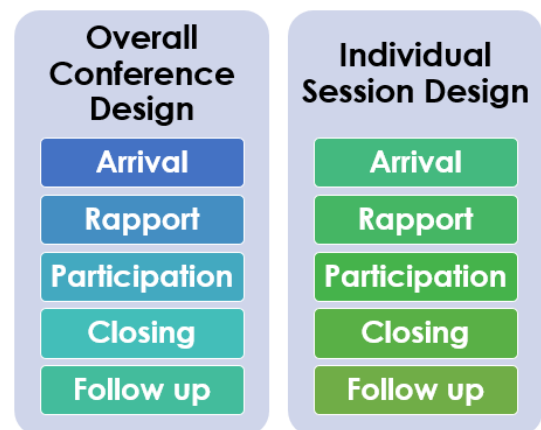 Overall
Conference
Design
Arrival
Rapport
Participation
Closing
Follow up
Individual
Session Design
Arrival
Rapport
Participation
Closing
Follow up